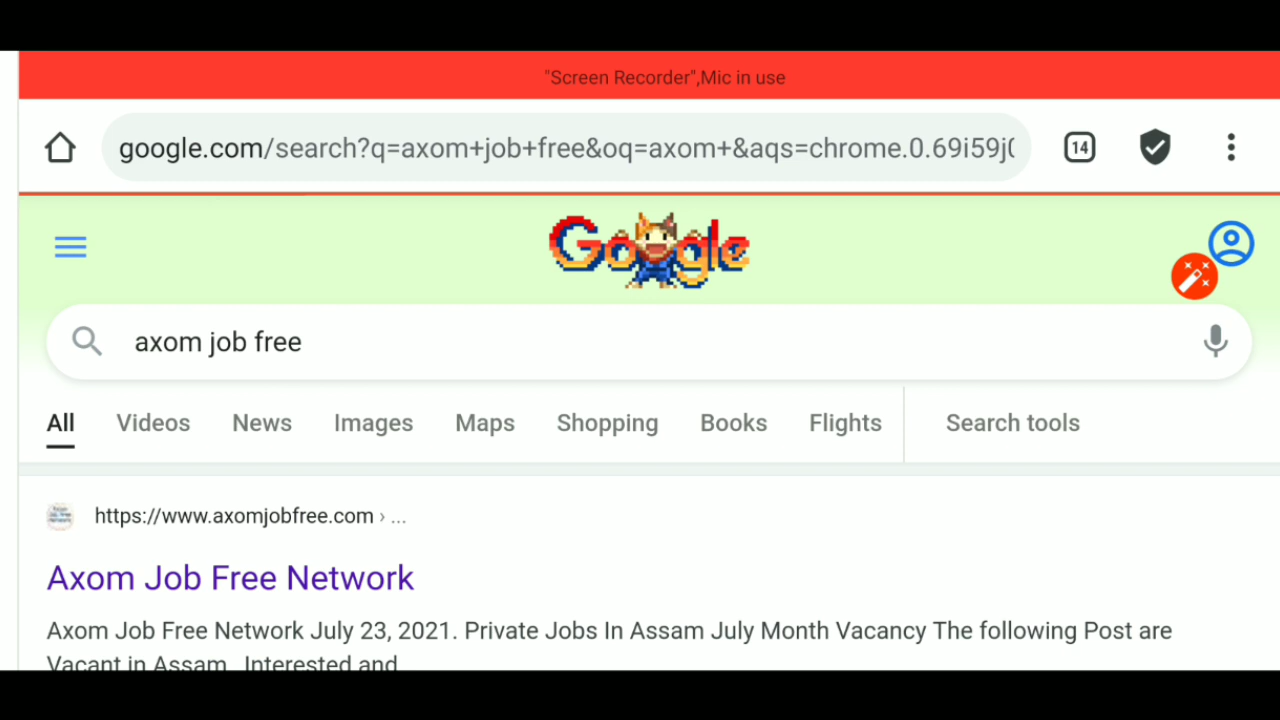 "Screen Recorder",Mic in use
google.com/search?q=axom+job+free&oq=axom+&aqs=chrome.0.69i59j0
14
Google
axom job free
All Videos News Images Maps Shopping Books Flights Search tools
https://www.axomjobfree.com › ...
Axom Job Free Network
Axom Job Free Network July 23, 2021. Private Jobs In Assam July Month Vacancy The following Post are
Vacant in Assam. Interested and